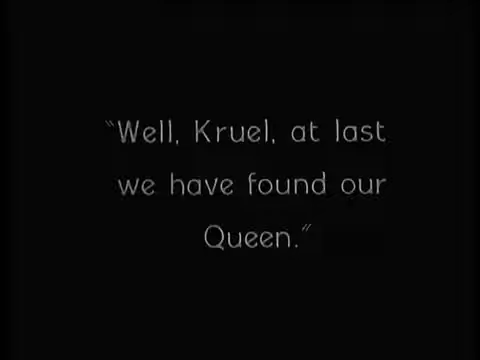 "Well, Kruel, at last
we have found our
Queen."